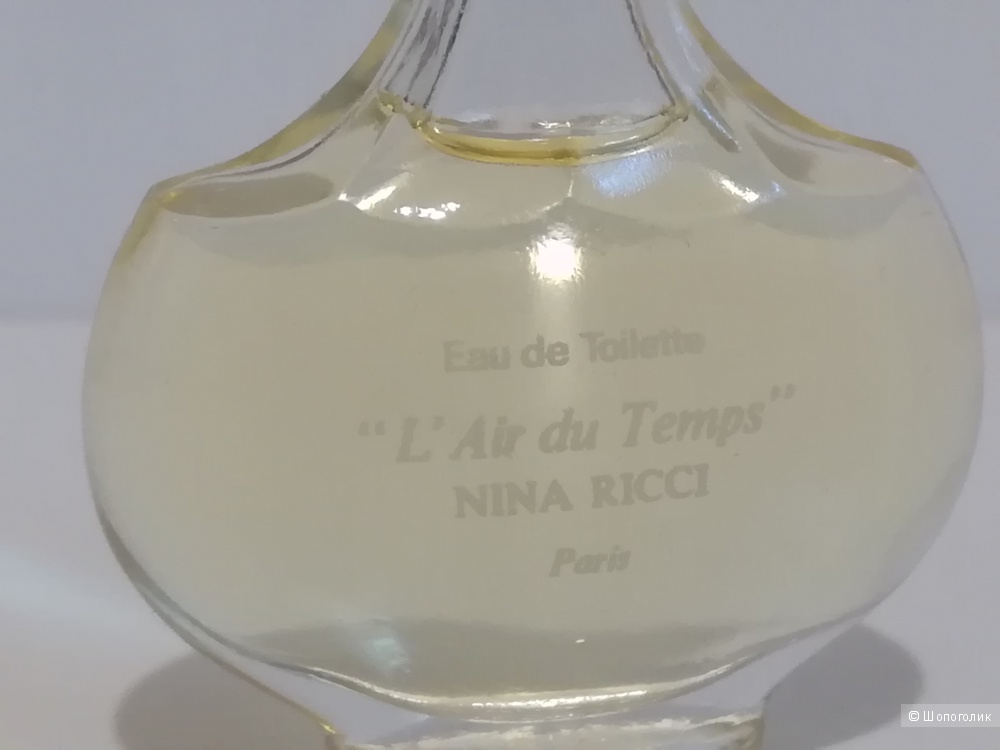 Eau de Toilette
“L'Air du Temps”
NINA RICCI
Paris
© Шопоголик